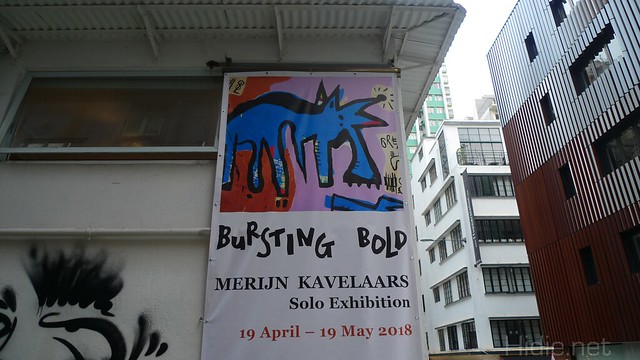 BURSTING BOLD
MERIJN KAVELAARS
Solo Exhibition
19 April – 19 May 2018